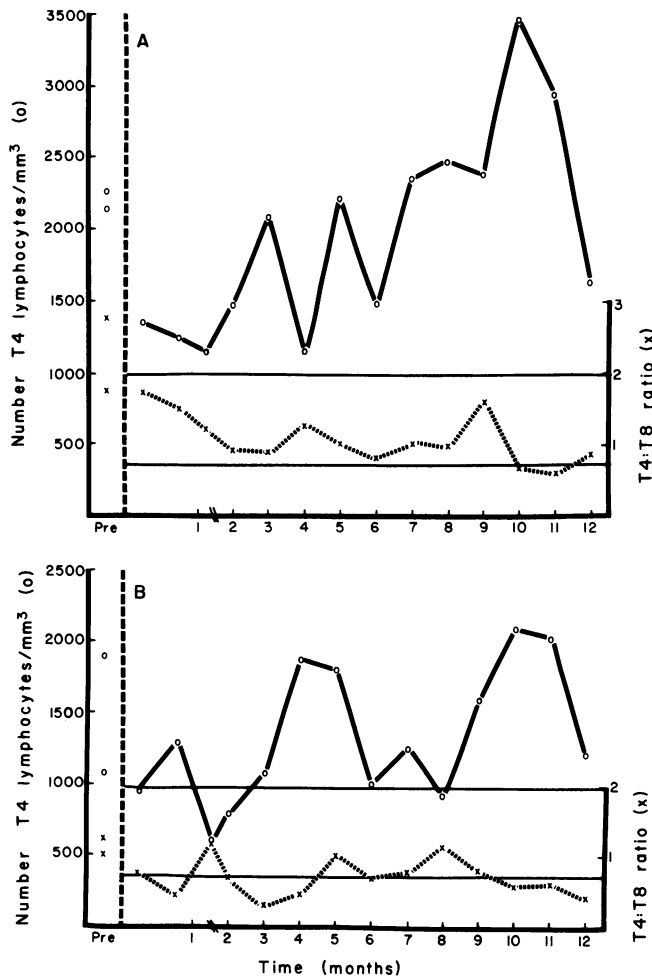 A
Number T4 lymphocytes/mm³ (o)
3500
3000
2500
2000
1500
1000
500
3
2
1
T4:T8 ratio (x)
Pre 1 2 3 4 5 6 7 8 9 10 11 12
B
Number T4 lymphocytes/mm³ (o)
2500
2000
1500
1000
500
2
1
T4:T8 ratio (x)
Pre 1 2 3 4 5 6 7 8 9 10 11 12
Time (months)